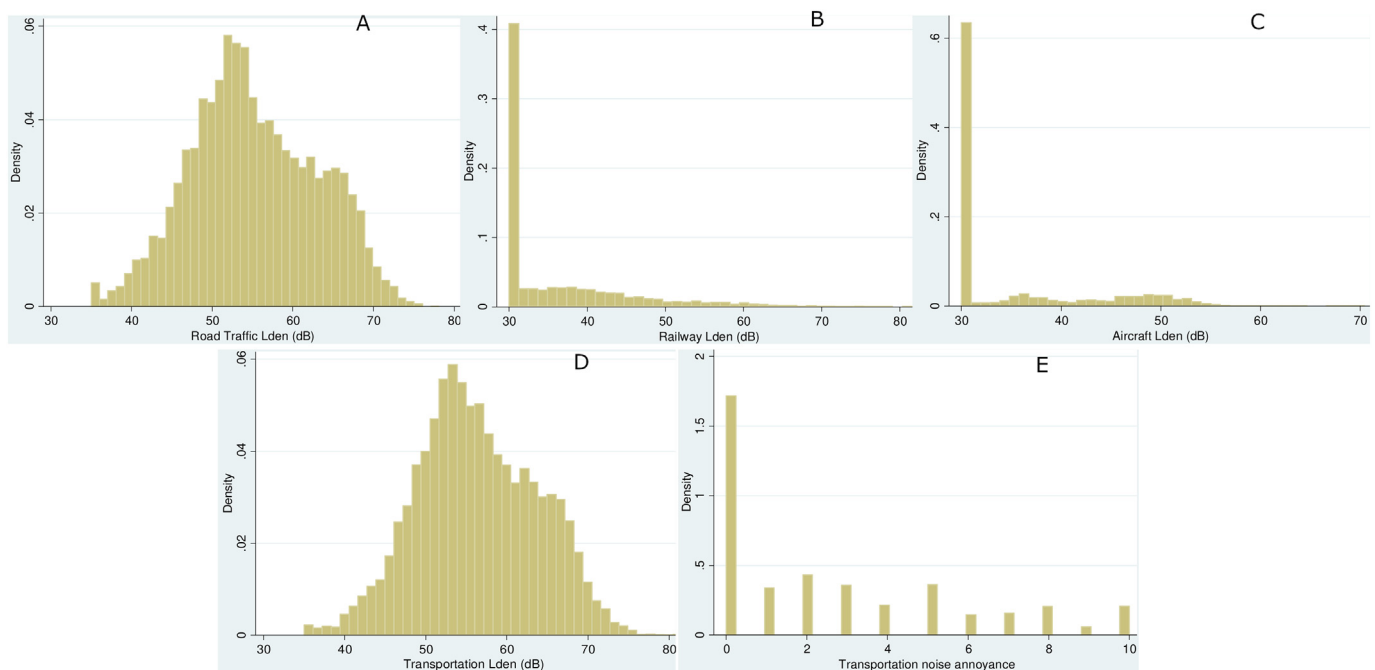 A
.06
.04
.02
0
Density
30 40 50 60 70 80
Road Traffic Lden (dB)
B
.4
.3
.2
.1
0
Density
30 40 50 60 70 80
Railway Lden (dB)
C
.6
.4
.2
0
Density
30 40 50 60 70
Aircraft Lden (dB)
D
.06
.04
.02
0
Density
30 40 50 60 70 80
Transportation Lden (dB)
E
2
1.5
1
.5
0
Density
0 2 4 6 8 10
Transportation noise annoyance